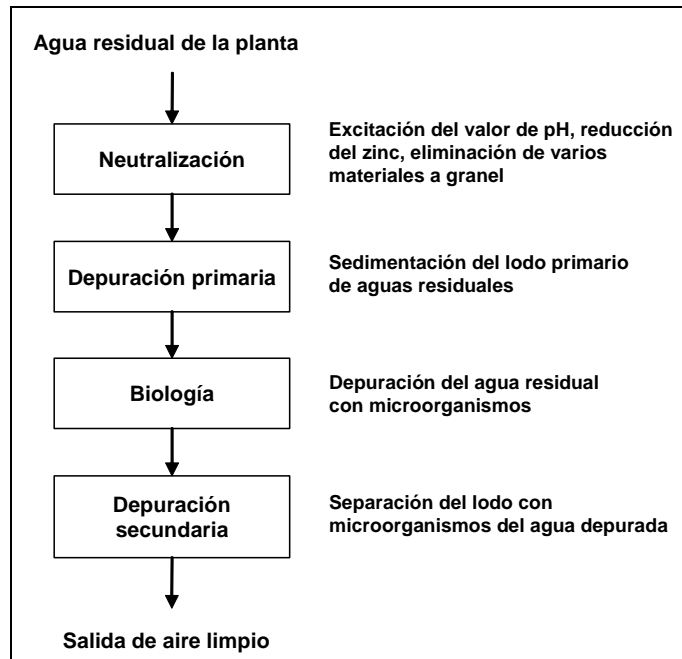 Agua residual de la planta
Neutralización
Excitación del valor de pH, reducción
del zinc, eliminación de varios
materiales a granel
Depuración primaria
Sedimentación del lodo primario
de aguas residuales
Biología
Depuración del agua residual
con microorganismos
Depuración
secundaria
Separación del lodo con
microorganismos del agua depurada
Salida de aire limpio